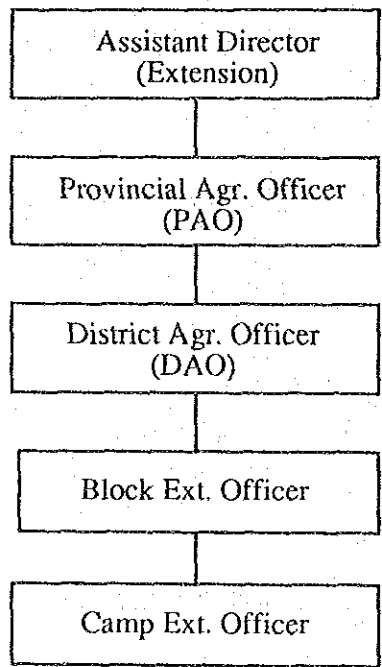 Assistant Director
(Extension)
Provincial Agr. Officer
(PAO)
District Agr. Officer
(DAO)
Block Ext. Officer
Camp Ext. Officer